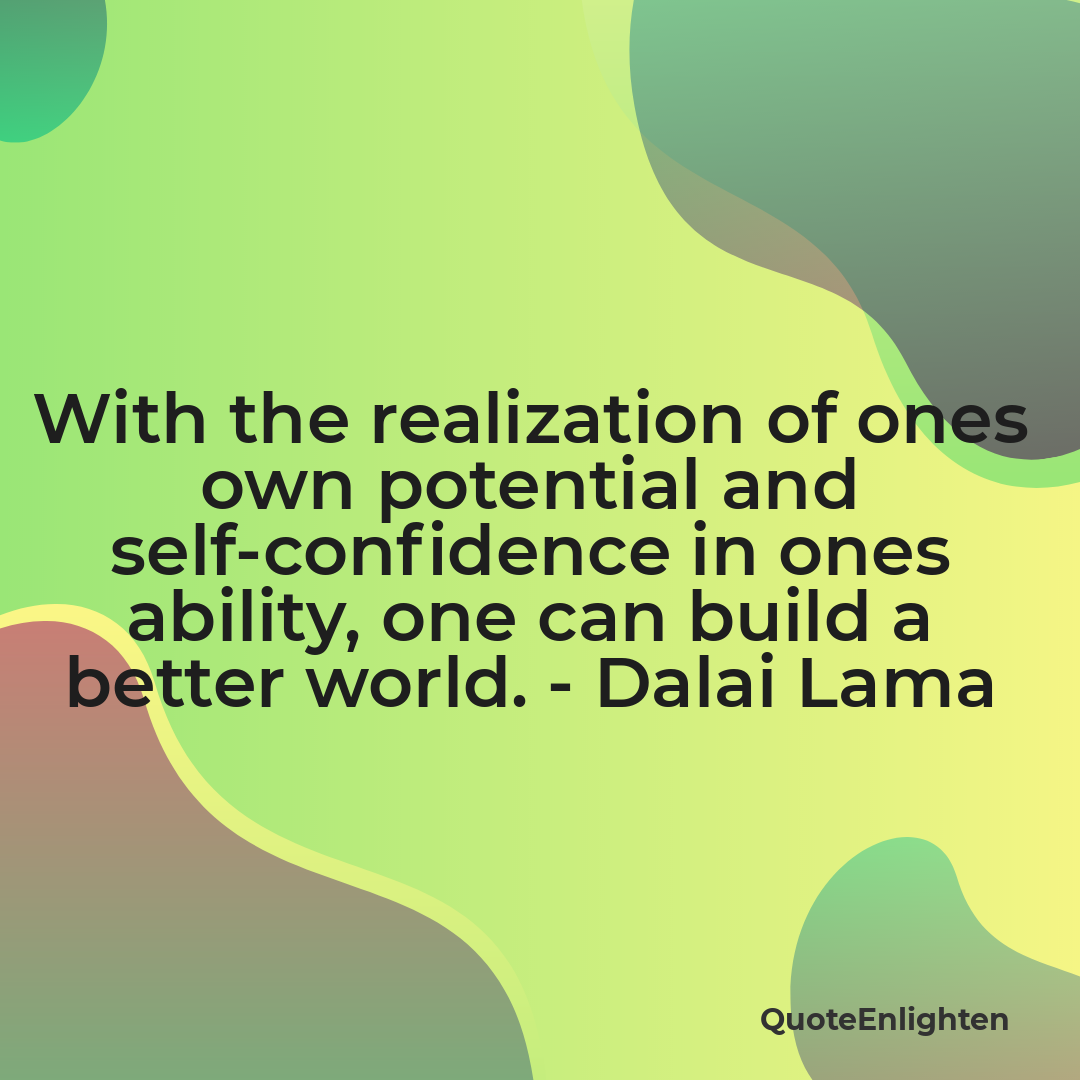 With the realization of ones
own potential and
self-confidence in ones
ability, one can build a
better world. - Dalai Lama
QuoteEnlighten